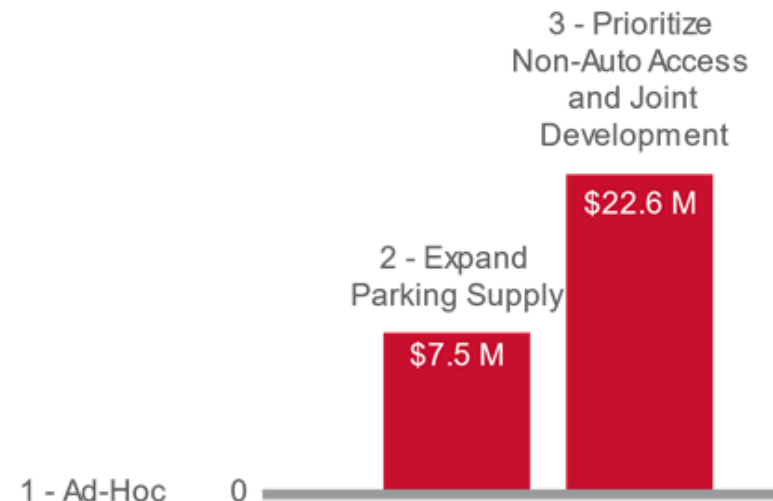 3 - Prioritize
Non-Auto Access
and Joint
Development
$22.6 M
2 - Expand
Parking Supply
$7.5 M
1 - Ad-Hoc 0